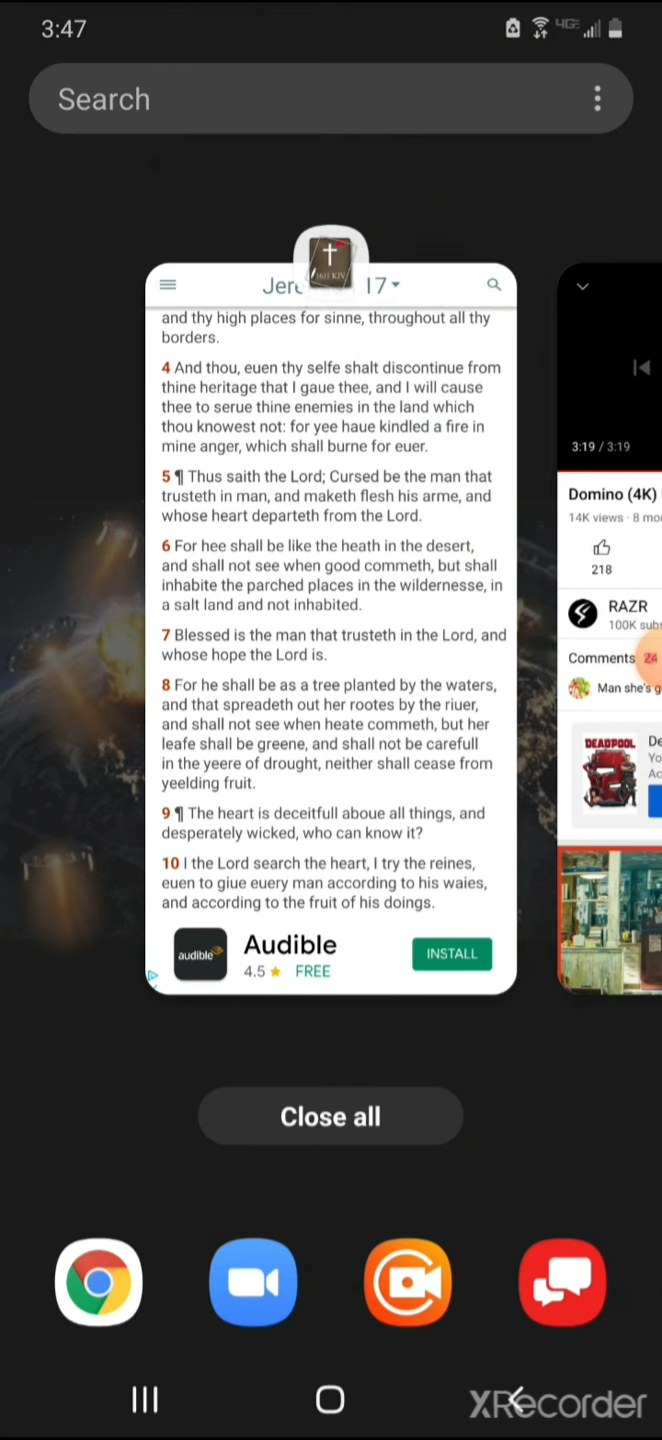 3:47
4GE
Search
1611 KJV
Jere 17
and thy high places for sinne, throughout all thy
borders.
4 And thou, euen thy selfe shalt discontinue from
thine heritage that I gaue thee, and I will cause
thee to serue thine enemies in the land which
thou knowest not: for yee haue kindled a fire in
mine anger, which shall burne for euer.
5 ¶ Thus saith the Lord; Cursed be the man that
trusteth in man, and maketh flesh his arme, and
whose heart departeth from the Lord.
6 For hee shall be like the heath in the desert,
and shall not see when good commeth, but shall
inhabite the parched places in the wildernesse, in
a salt land and not inhabited.
7 Blessed is the man that trusteth in the Lord, and
whose hope the Lord is.
8 For he shall be as a tree planted by the waters,
and that spreadeth out her rootes by the riuer,
and shall not see when heate commeth, but her
leafe shall be greene, and shall not be carefull
in the yeere of drought, neither shall cease from
yeelding fruit.
9 ¶ The heart is deceitfull aboue all things, and
desperately wicked, who can know it?
10 I the Lord search the heart, I try the reines,
euen to giue euery man according to his waies,
and according to the fruit of his doings.
audible
Audible
4.5 ★ FREE
INSTALL
3:19 / 3:19
Domino (4K)
14K views · 8 mo
218
RAZR
100K subs
Comments 24
Man she's g
DEADPOOL
De
Yo
Ac
Close all
XRecorder